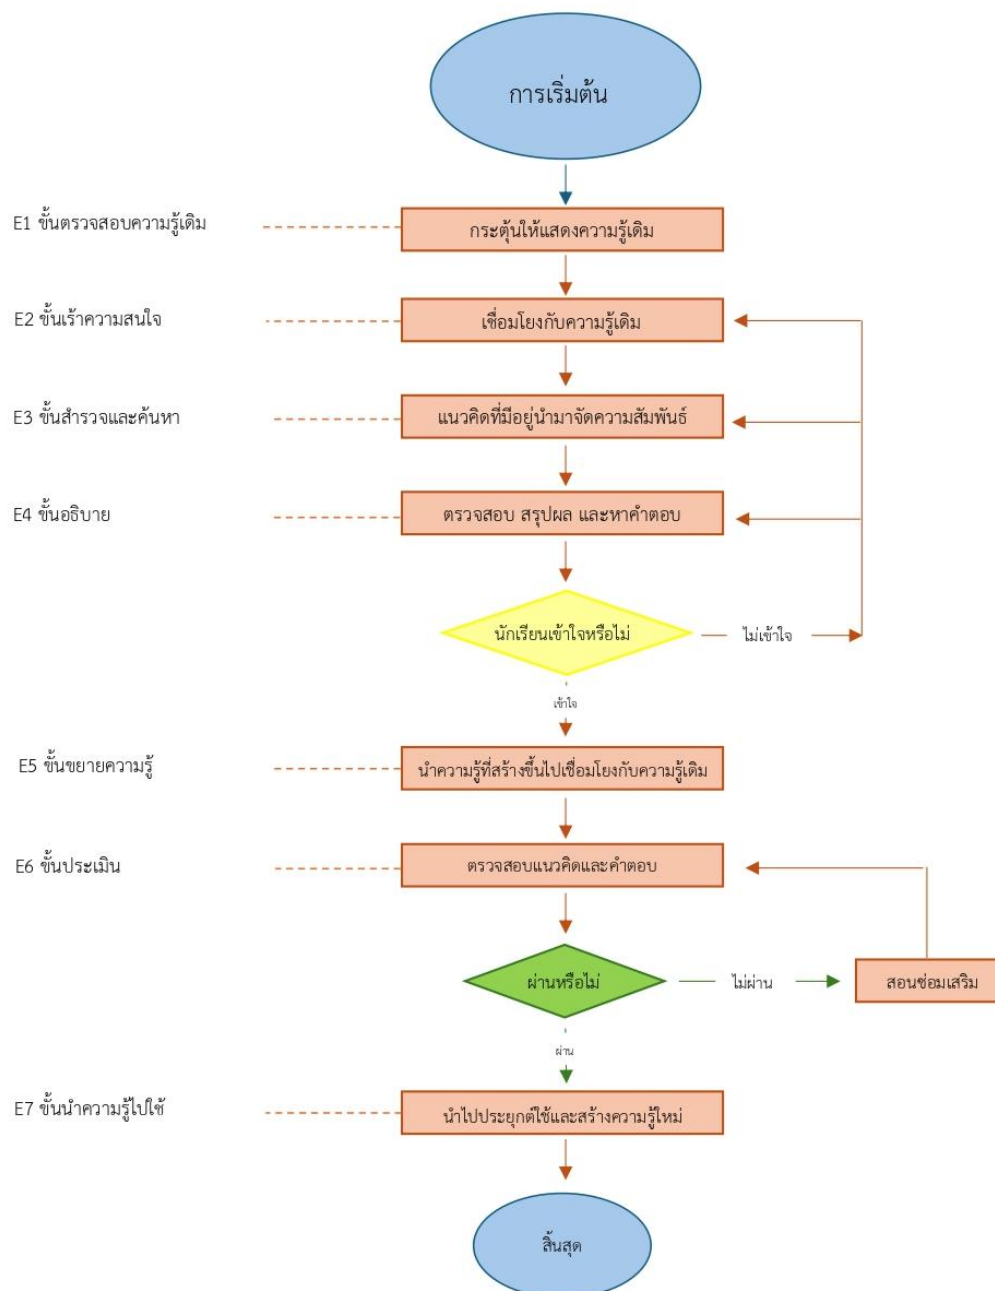 การเริ่มต้น
E1 ขั้นตรวจสอบความรู้เดิม
กระตุ้นให้แสดงความรู้เดิม
E2 ขั้นเร้าความสนใจ
เชื่อมโยงกับความรู้เดิม
E3 ขั้นสำรวจและค้นหา
แนวคิดที่มีอยู่นำมาจัดความสัมพันธ์
E4 ขั้นอธิบาย
ตรวจสอบ สรุปผล และหาคำตอบ
นักเรียนเข้าใจหรือไม่
ไม่เข้าใจ
เข้าใจ
E5 ขั้นขยายความรู้
นำความรู้ที่สร้างขึ้นไปเชื่อมโยงกับความรู้เดิม
E6 ขั้นประเมิน
ตรวจสอบแนวคิดและคำตอบ
ผ่านหรือไม่
ไม่ผ่าน
สอนซ่อมเสริม
ผ่าน
E7 ขั้นนำความรู้ไปใช้
นำไปประยุกต์ใช้และสร้างความรู้ใหม่
สิ้นสุด